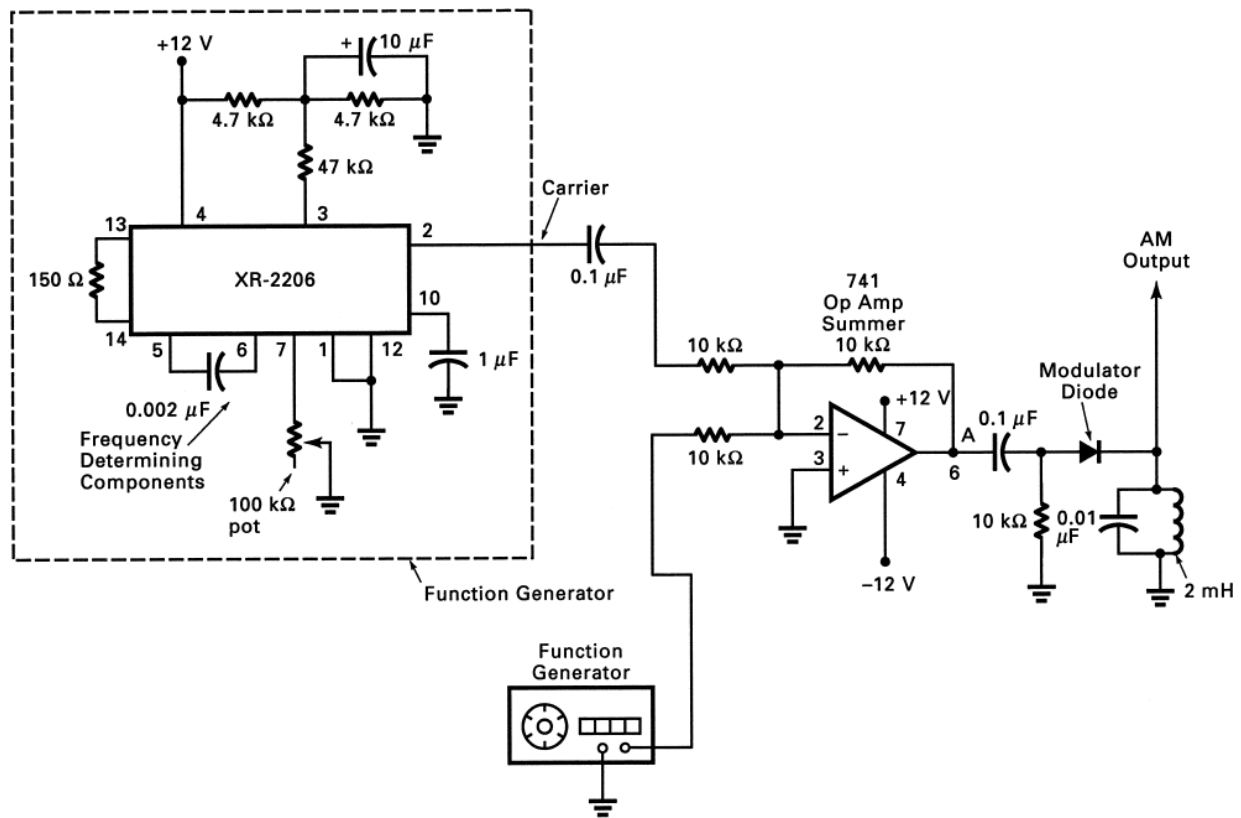 +12 V
+
10 µF
4.7 kΩ
4.7 kΩ
47 kΩ
13
4
3
2
Carrier
150 Ω
XR-2206
0.1 µF
10
14
5
6
7
1
12
1 µF
0.002 µF
Frequency
Determining
Components
100 kΩ
pot
Function Generator
741
Op Amp
Summer
10 kΩ
10 kΩ
10 kΩ
+12 V
2
−
7
3
+
4
A
6
–12 V
0.1 µF
Modulator
Diode
AM
Output
10 kΩ
0.01
µF
2 mH
Function
Generator